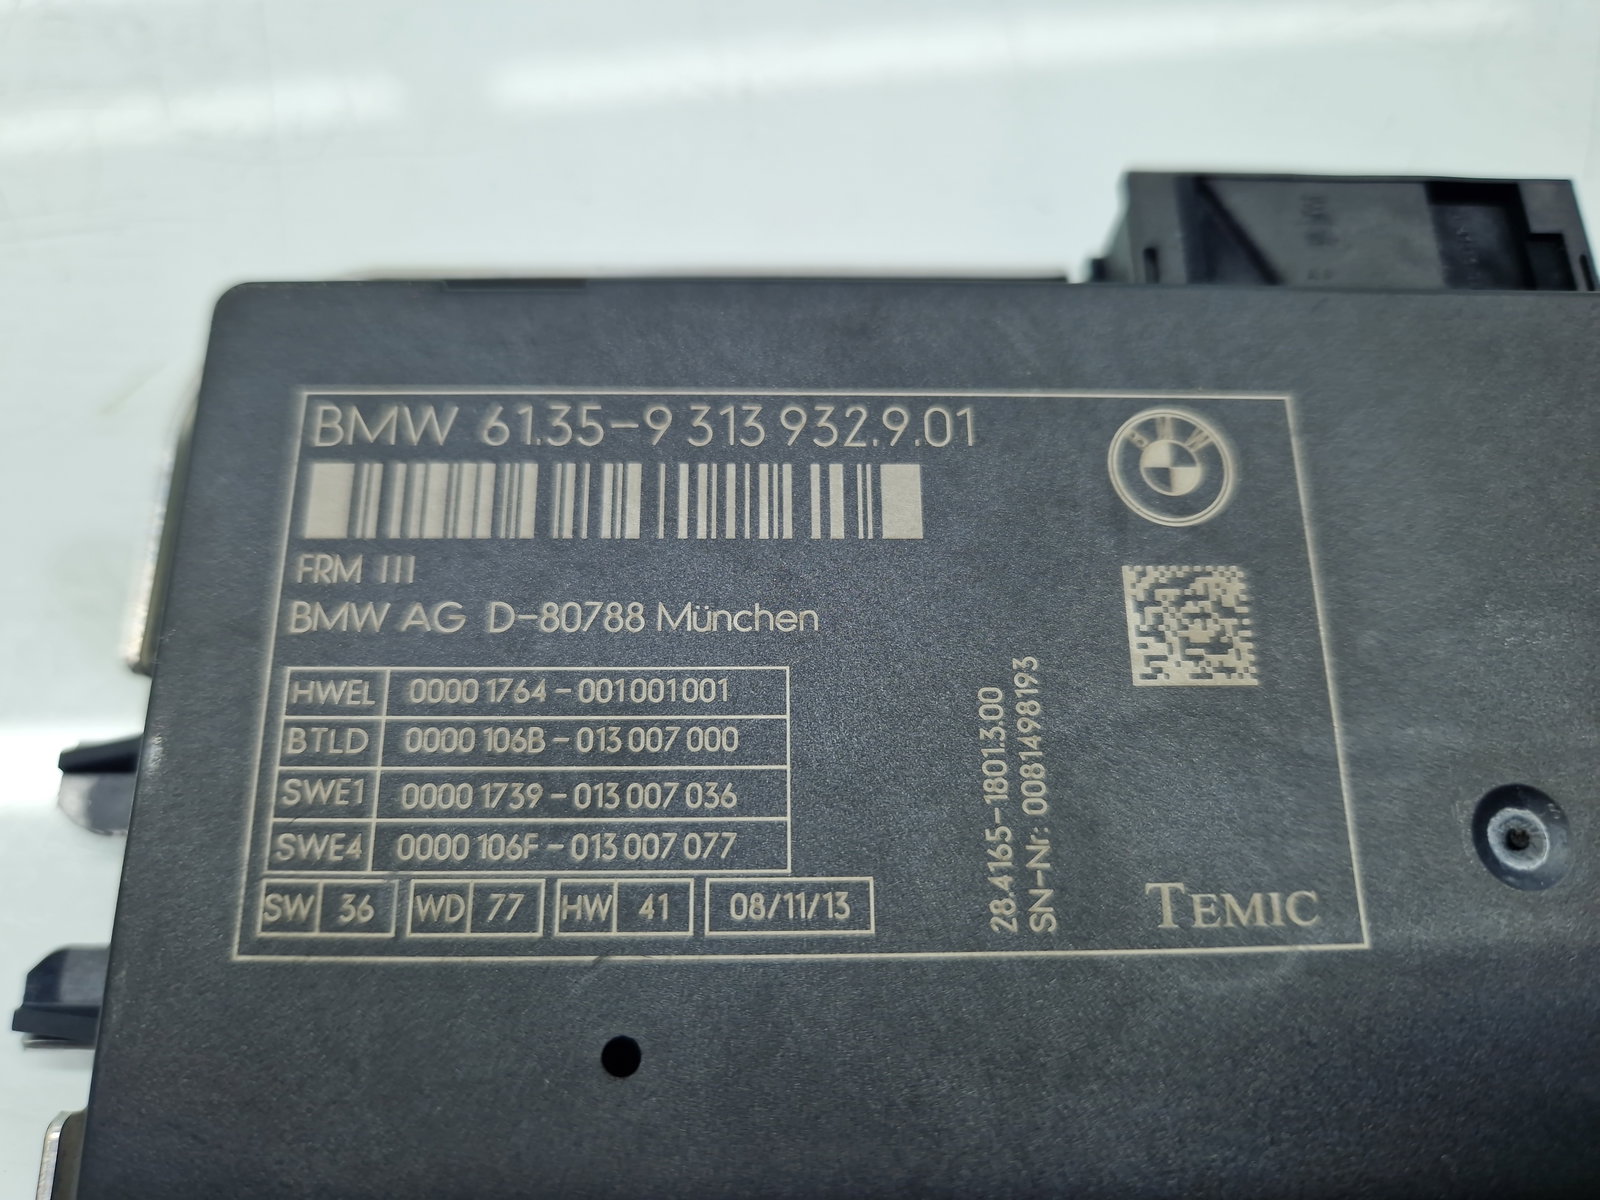 BMW 61.35-9 313 932.9.01
BMW
FRM III
BMW AG D-80788 München
HWEL 0000 1764 - 001 001 001
BTLD 0000 106B - 013 007 000
SWE1 0000 1739 - 013 007 036
SWE4 0000 106F - 013 007 077
SW 36 WD 77 HW 41 08/11/13
28.4165-1801.3.00
SN-Nr: 0081498193
TEMIC